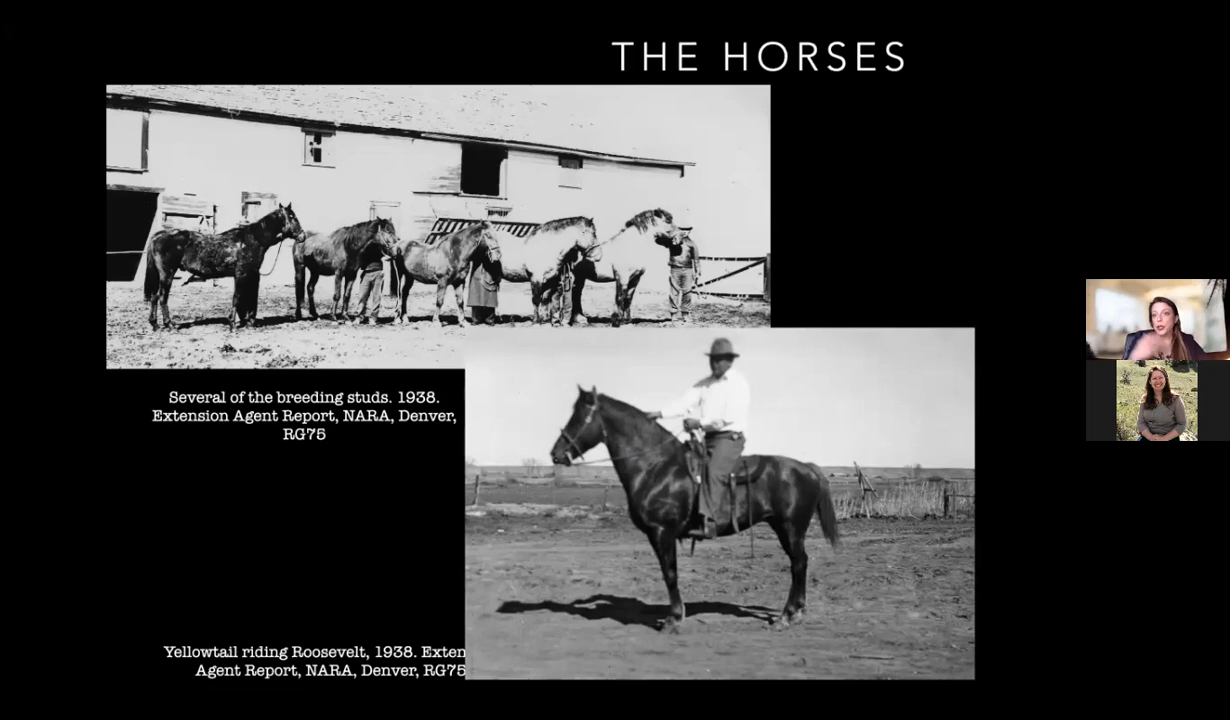 THE HORSES
Several of the breeding studs. 1938.
Extension Agent Report, NARA, Denver,
RG75
Yellowtail riding Roosevelt, 1938. Exten
Agent Report, NARA, Denver, RG75